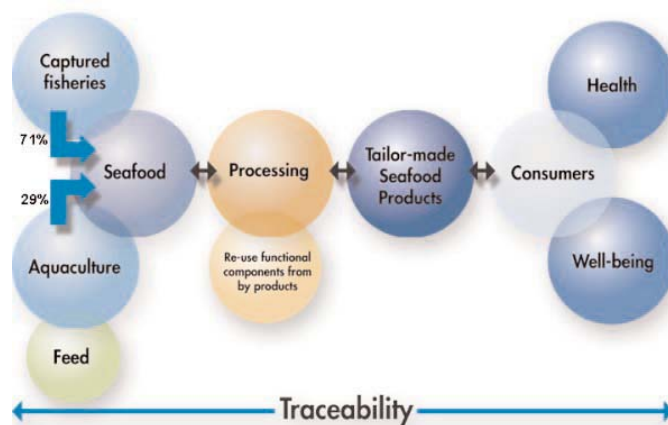 Captured
fisheries
71%
Seafood
29%
Aquaculture
Feed
Processing
Re-use functional
components from
by products
Tailor-made
Seafood
Products
Consumers
Health
Well-being
Traceability